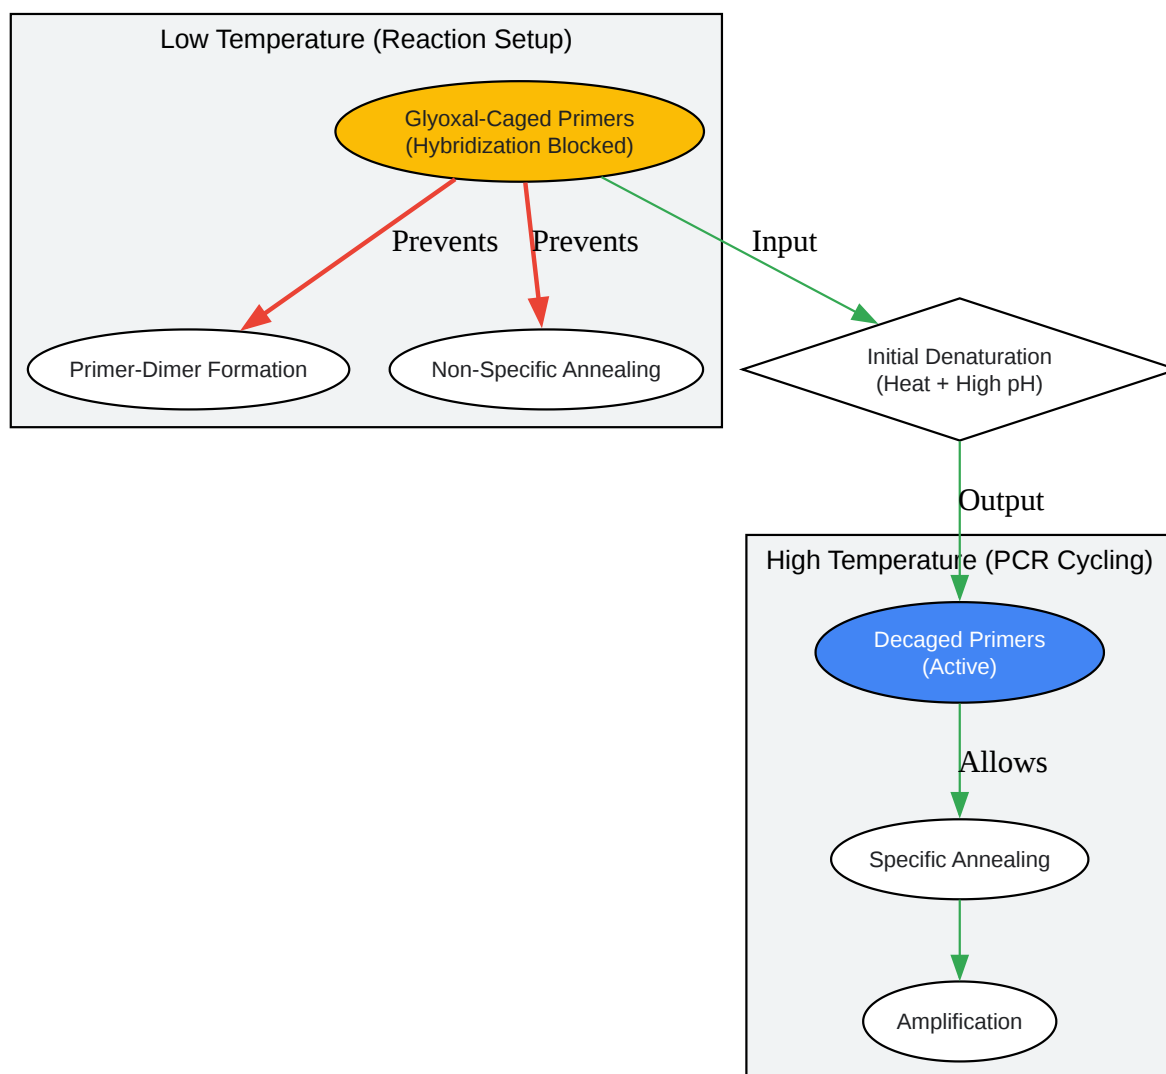 Low Temperature (Reaction Setup)
Glyoxal-Caged Primers
(Hybridization Blocked)
Prevents
Prevents
Input
Primer-Dimer Formation
Non-Specific Annealing
Initial Denaturation
(Heat + High pH)
Output
High Temperature (PCR Cycling)
Decaged Primers
(Active)
Allows
Specific Annealing
Amplification